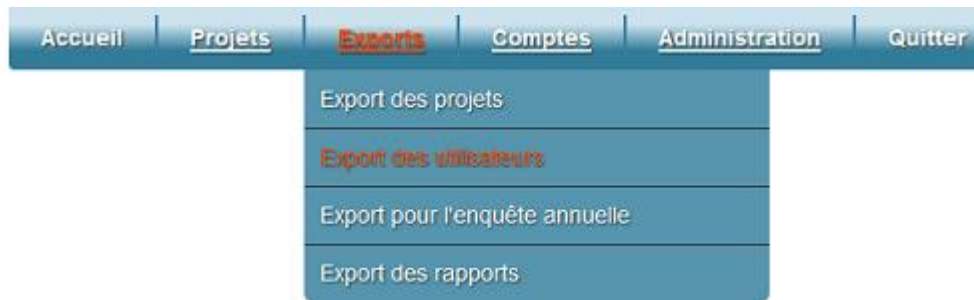 Accueil Projets Exports Comptes Administration Quitter
Export des projets
Export des utilisateurs
Export pour l'enquête annuelle
Export des rapports